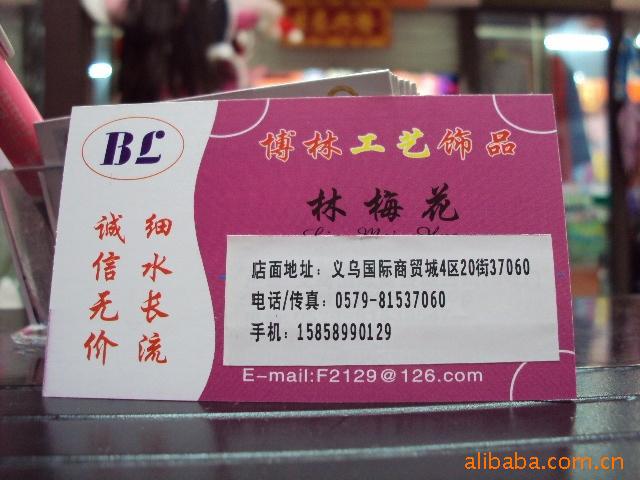 BL
博林工艺饰品
林梅花
诚信无价
细水长流
店面地址：义乌国际商贸城4区20街37060
电话/传真：0579-81537060
手机：15858990129
E-mail:F2129@126.com
alibaba.com.cn